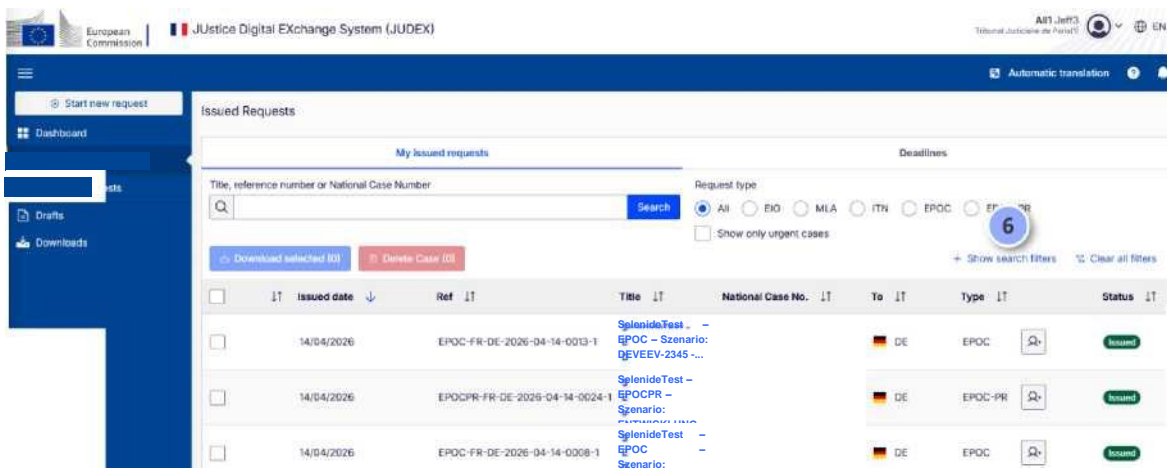 European
Commission
JUstice Digital EXchange System (JUDEX)
All1 Jeff3
EN
Automatic translation
Start new request
Issued Requests
Dashboard
My issued requests
Deadlines
sts
Title, reference number or National Case Number
Request type
Drafts
Search
All EIO MLA ITN EPOC
6
Downloads
Show only urgent cases
Download selected (0)
Delete Case (0)
+ Show search filters
Clear all filters
Issued date
Ref
Title
National Case No.
To
Type
Status
14/04/2026
EPOC-FR-DE-2026-04-14-0013-1
SelenideTest –
EPOC – Szenario:
DEVEEV-2345 -...
DE
EPOC
Issued
14/04/2026
EPOCPR-FR-DE-2026-04-14-0024-1
SelenideTest –
EPOCPR –
Szenario:
DE
EPOC-PR
Issued
14/04/2026
EPOC-FR-DE-2026-04-14-0008-1
SelenideTest –
EPOC –
Szenario:
DE
EPOC
Issued